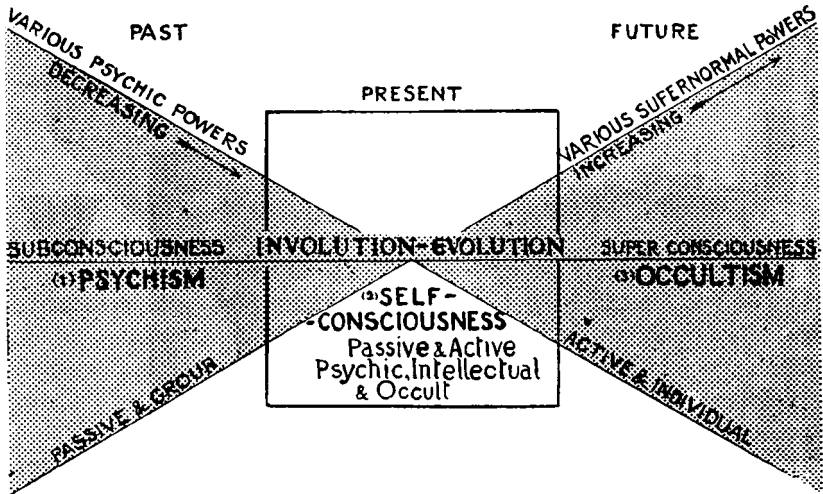 PAST
FUTURE
PRESENT
VARIOUS PSYCHIC POWERS
DECREASING
VARIOUS SUFERNORMAL POWERS
INCREASING
SUBCONSCIOUSNESS
INVOLUTION-EVOLUTION
SUPER CONSCIOUSNESS
(1) PSYCHISM
(3) OCCULTISM
(2) SELF-
-CONSCIOUSNESS
Passive & Active
Psychic, Intellectual
& Occult
PASSIVE & GROUP
ACTIVE & INDIVIDUAL